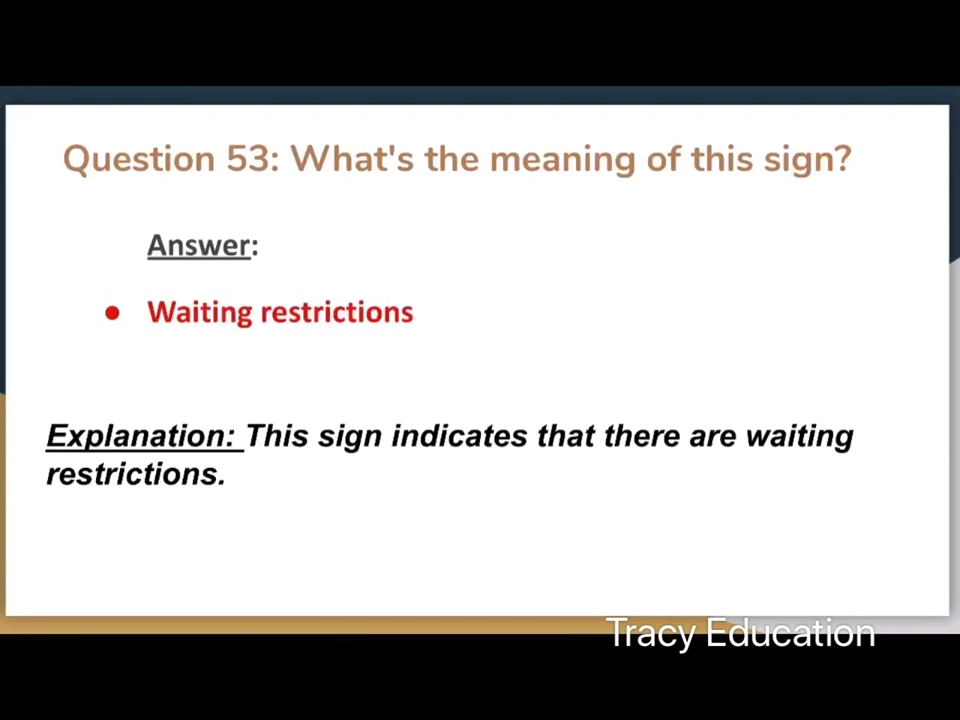 Question 53: What's the meaning of this sign?
Answer:
● Waiting restrictions
Explanation: This sign indicates that there are waiting
restrictions.
Tracy Education